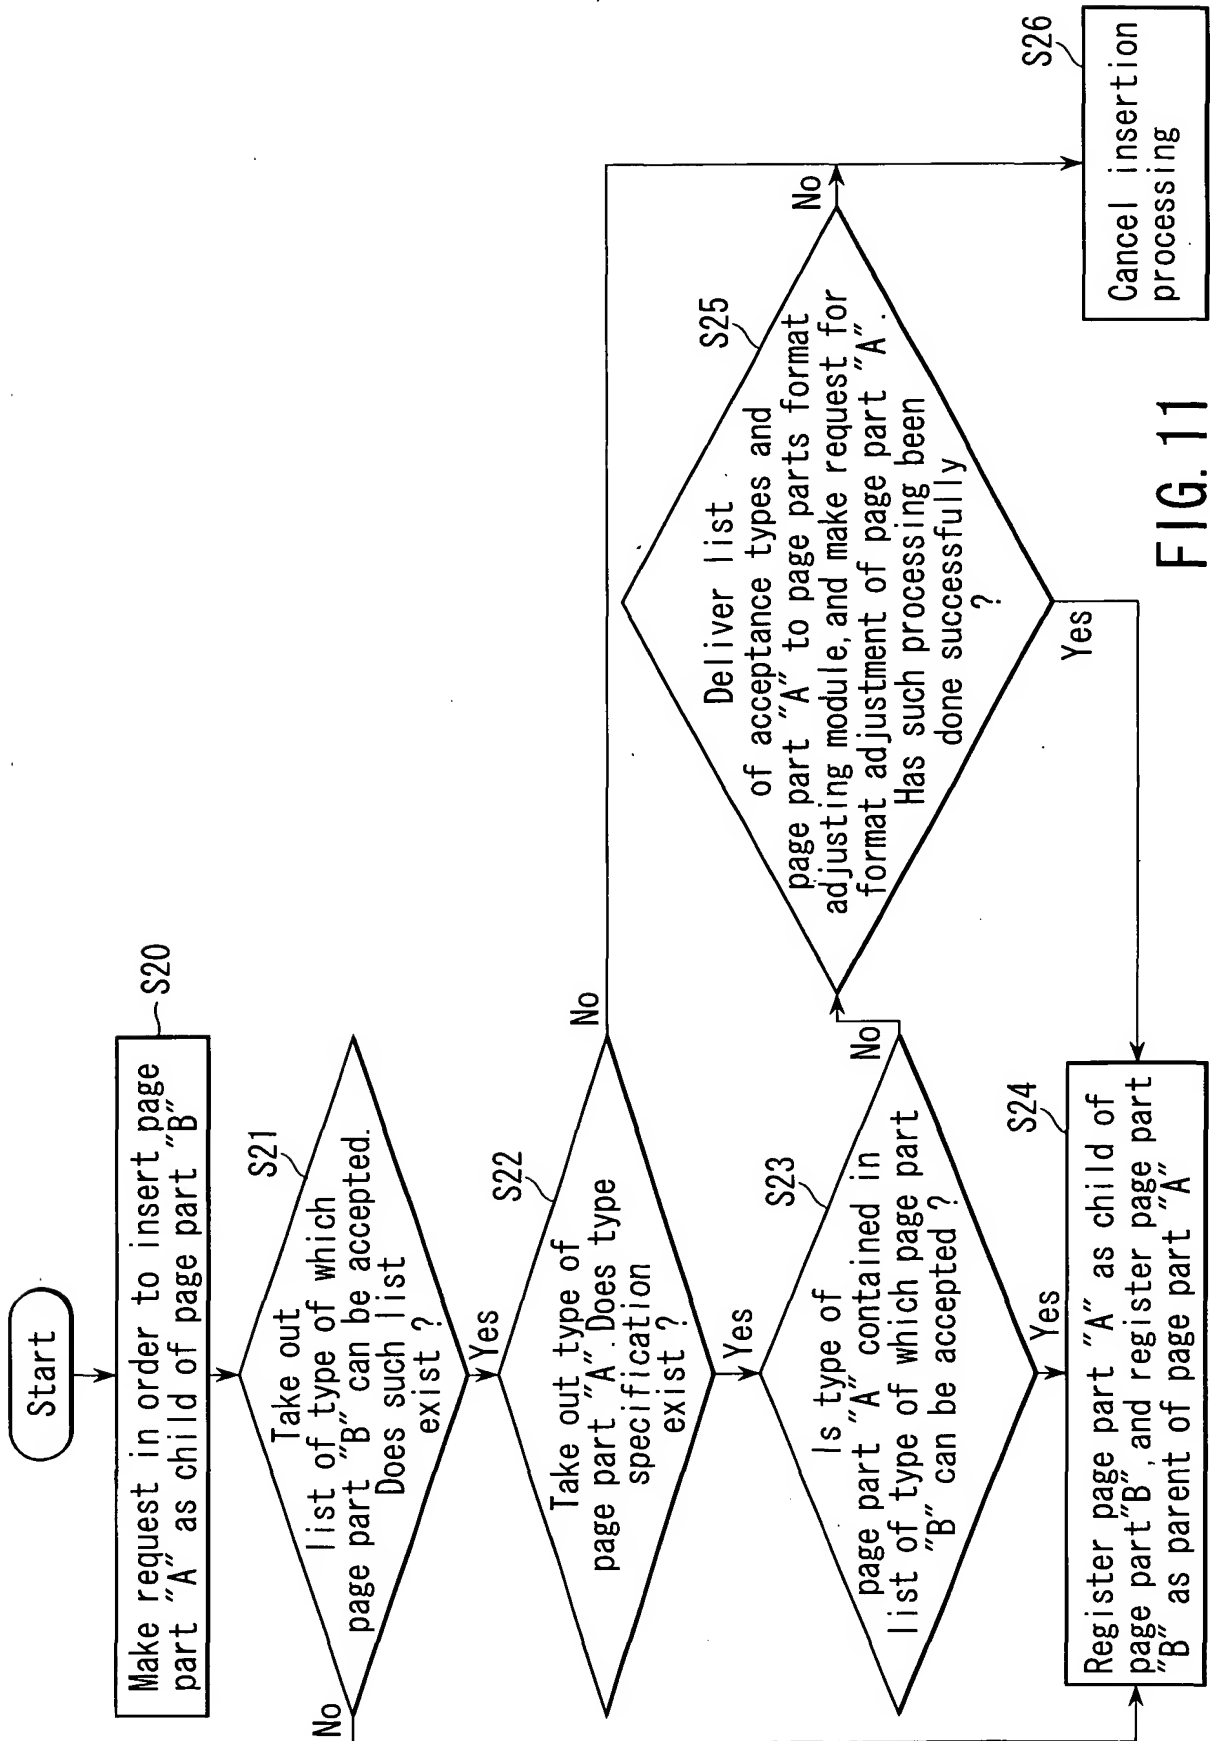 Start
S20
Make request in order to insert page
part "A" as child of page part "B"
S21
Take out
list of type of which
page part "B" can be accepted.
Does such list
exist ?
No
Yes
S22
Take out type of
page part "A". Does type
specification
exist ?
No
Yes
S23
Is type of
page part "A" contained in
list of type of which page part
"B" can be accepted ?
No
Yes
S24
Register page part "A" as child of
page part"B", and register page part
"B" as parent of page part "A"
S25
Deliver list
of acceptance types and
page part "A" to page parts format
adjusting module, and make request for
format adjustment of page part "A".
Has such processing been
done successfully
?
No
Yes
S26
Cancel insertion
processing
FIG. 11